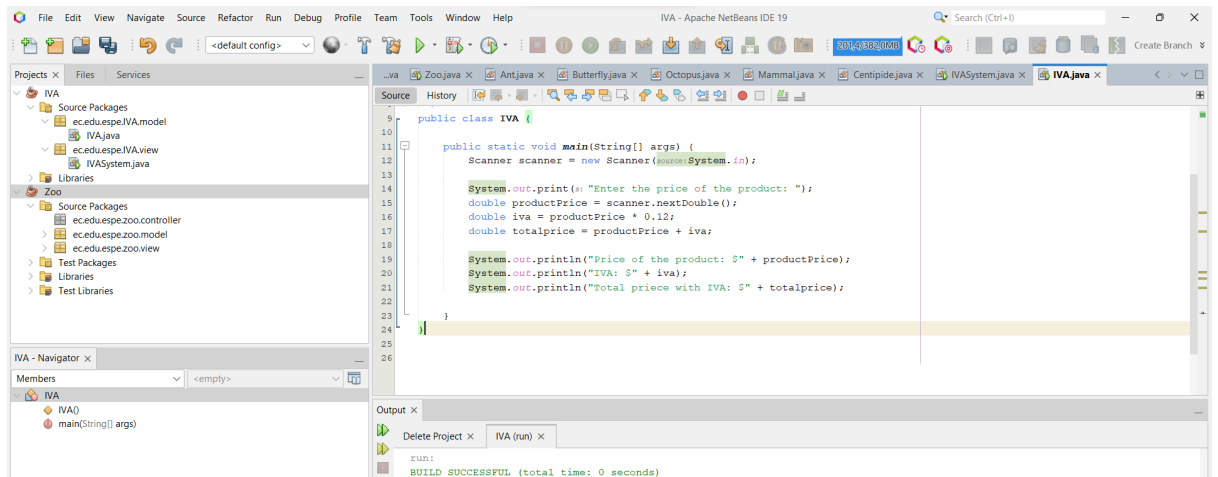 File Edit View Navigate Source Refactor Run Debug Profile Team Tools Window Help IVA - Apache NetBeans IDE 19 Search (Ctrl+I)
<default config> 201,4/382,0MB Create Branch
Projects × Files Services
IVA
Source Packages
ec.edu.espe.IVA.model
IVA.java
ec.edu.espe.IVA.view
IVASystem.java
Libraries
Zoo
Source Packages
ec.edu.espe.zoo.controller
ec.edu.espe.zoo.model
ec.edu.espe.zoo.view
Test Packages
Libraries
Test Libraries
IVA - Navigator ×
Members <empty>
IVA
IVA()
main(String[] args)
...va Zoo.java × Ant.java × Butterfly.java × Octopus.java × Mammal.java × Centipide.java × IVASystem.java × IVA.java ×
Source History
9 public class IVA {
10
11 public static void main(String[] args) {
12 Scanner scanner = new Scanner(source:System.in);
13
14 System.out.print(s: "Enter the price of the product: ");
15 double productPrice = scanner.nextDouble();
16 double iva = productPrice * 0.12;
17 double totalprice = productPrice + iva;
18
19 System.out.println("Price of the product: $" + productPrice);
20 System.out.println("IVA: $" + iva);
21 System.out.println("Total priece with IVA: $" + totalprice);
22
23 }
24 }
25
26
Output ×
Delete Project × IVA (run) ×
run:
BUILD SUCCESSFUL (total time: 0 seconds)